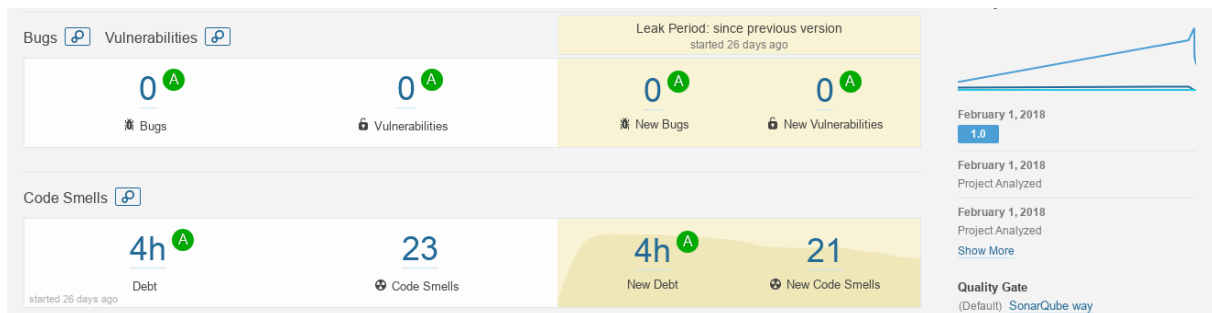 Bugs Vulnerabilities
Leak Period: since previous version
started 26 days ago
0 A
Bugs
0 A
Vulnerabilities
0 A
New Bugs
0 A
New Vulnerabilities
Code Smells
4h A
Debt
started 26 days ago
23
Code Smells
4h A
New Debt
21
New Code Smells
February 1, 2018
1.0
February 1, 2018
Project Analyzed
February 1, 2018
Project Analyzed
Show More
Quality Gate
(Default) SonarQube way